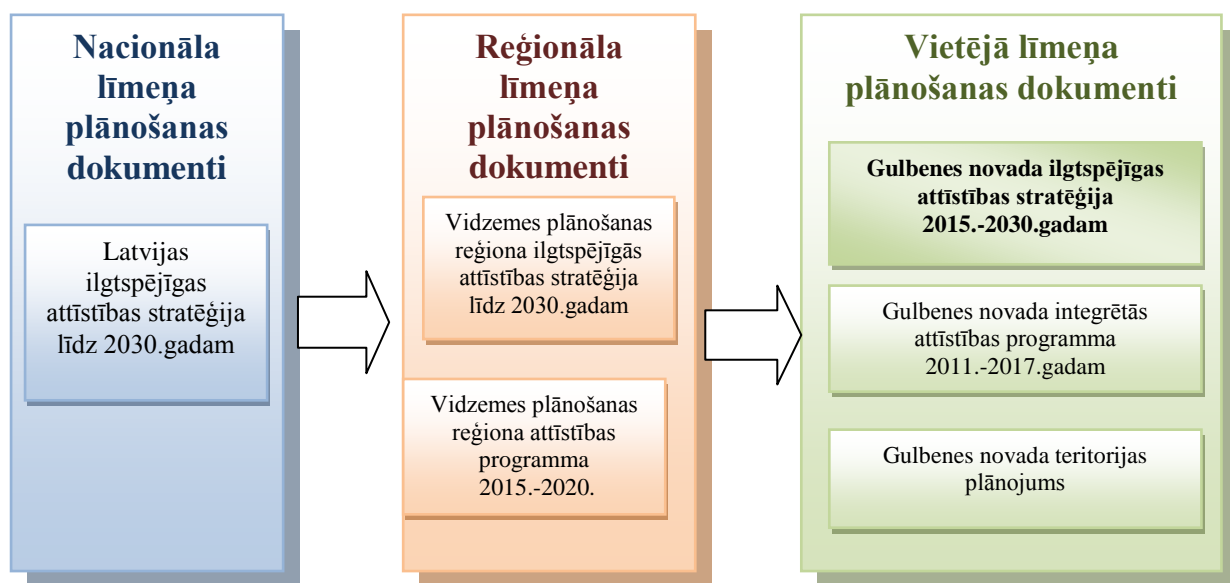 Nacionāla
līmeņa
plānošanas
dokumenti
Latvijas
ilgtspējīgas
attīstības stratēģija
līdz 2030.gadam
Reģionāla
līmeņa
plānošanas
dokumenti
Vidzemes plānošanas
reģiona ilgtspējīgās
attīstības stratēģija
līdz 2030.gadam
Vidzemes plānošanas
reģiona attīstības
programma
2015.-2020.
Vietējā līmeņa
plānošanas dokumenti
Gulbenes novada ilgtspējīgas
attīstības stratēģija
2015.-2030.gadam
Gulbenes novada integrētās
attīstības programma
2011.-2017.gadam
Gulbenes novada teritorijas
plānojums